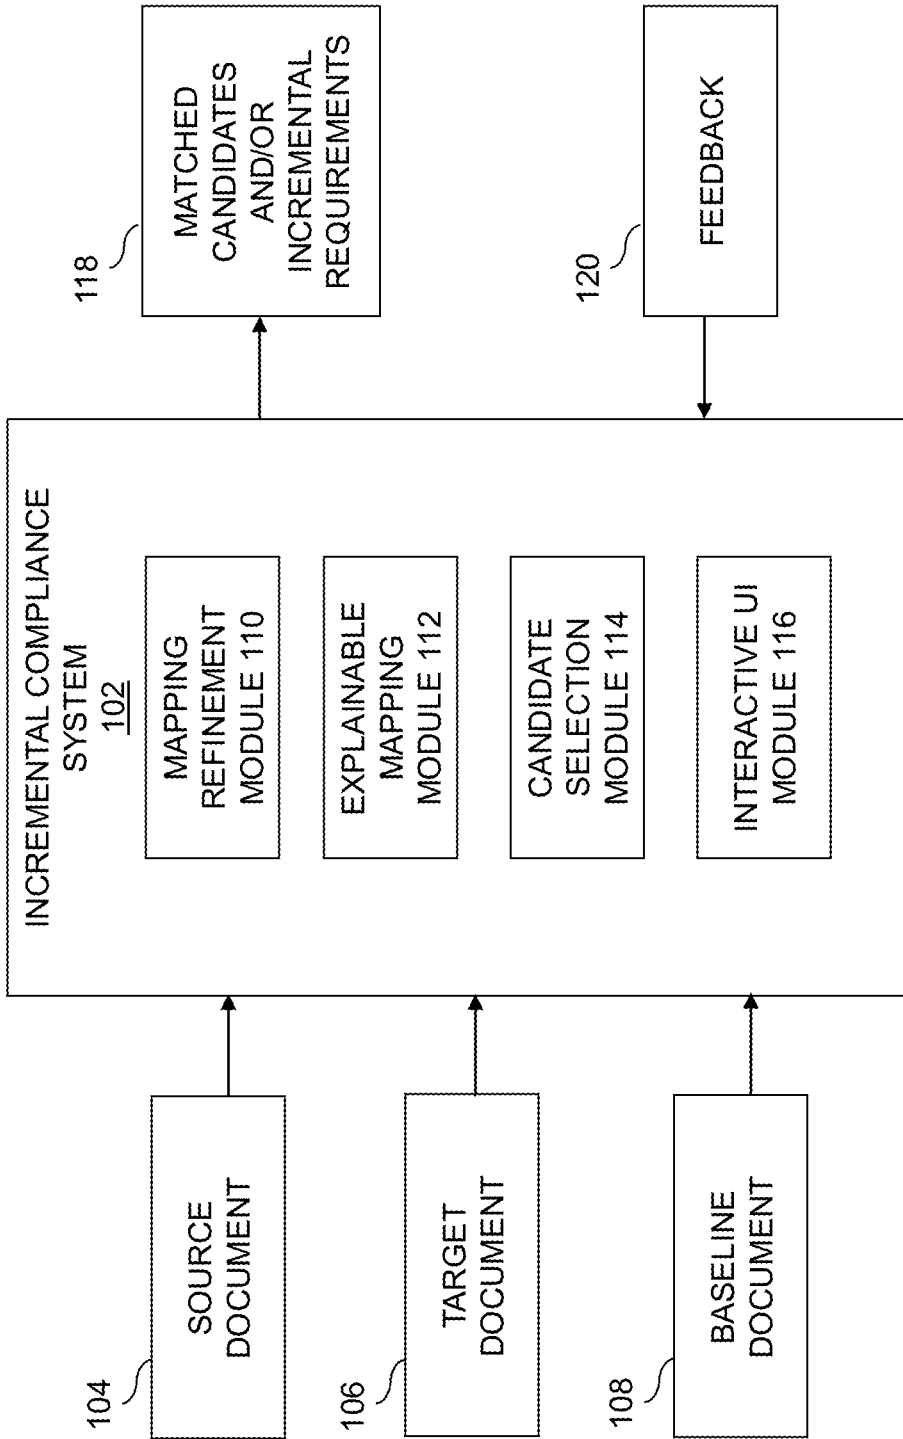 104
SOURCE
DOCUMENT
106
TARGET
DOCUMENT
108
BASELINE
DOCUMENT
INCREMENTAL COMPLIANCE
SYSTEM
102
MAPPING
REFINEMENT
MODULE 110
EXPLAINABLE
MAPPING
MODULE 112
CANDIDATE
SELECTION
MODULE 114
INTERACTIVE UI
MODULE 116
118
MATCHED
CANDIDATES
AND/OR
INCREMENTAL
REQUIREMENTS
120
FEEDBACK